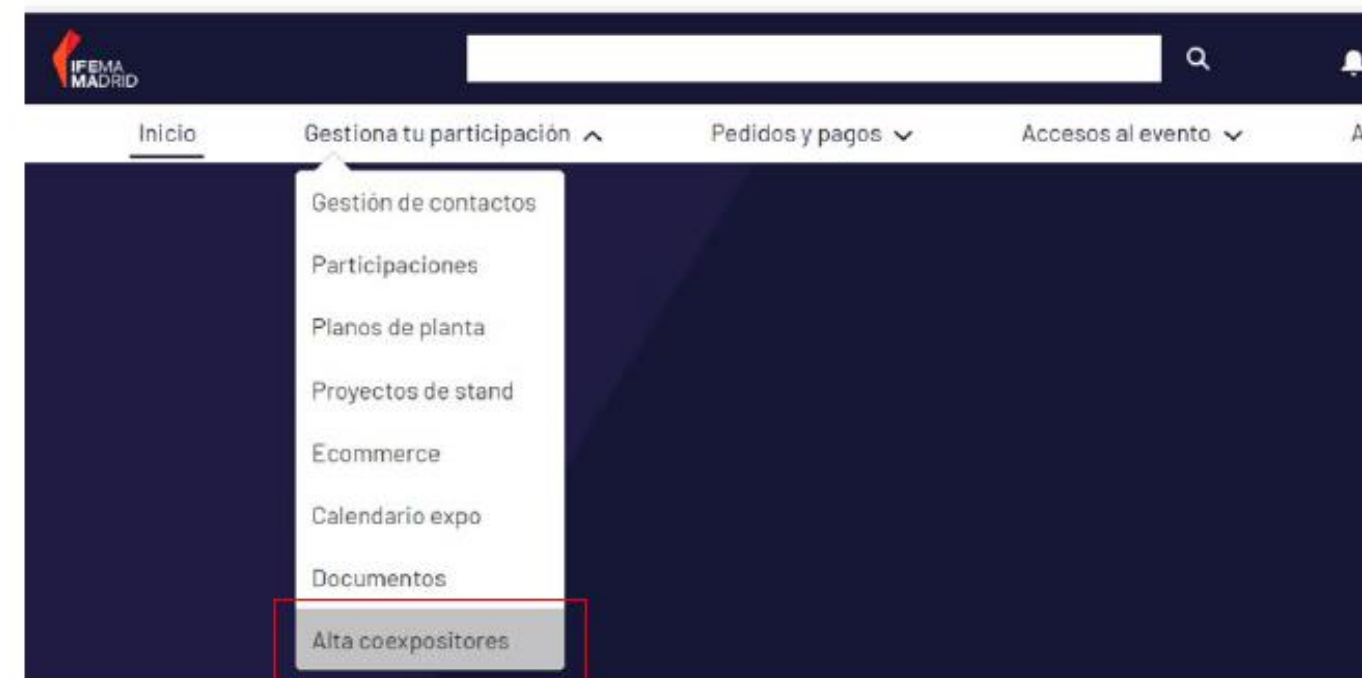 IFEMA
MADRID
Inicio Gestiona tu participación Pedidos y pagos Accesos al evento A
Gestión de contactos
Participaciones
Planos de planta
Proyectos de stand
Ecommerce
Calendario expo
Documentos
Alta coexpositores